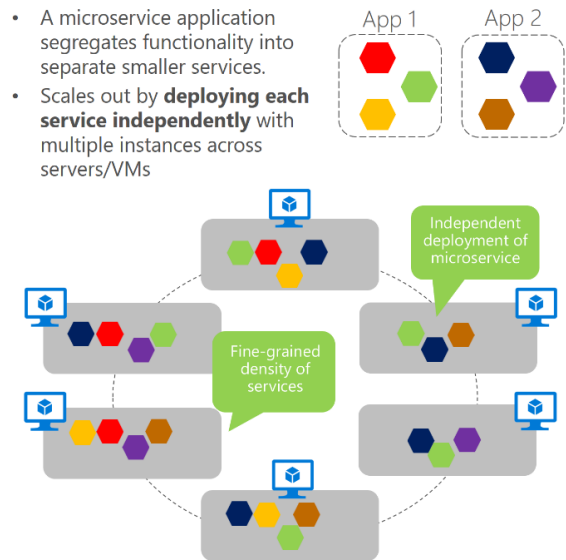 • A microservice application
segregates functionality into
separate smaller services.
• Scales out by deploying each
service independently with
multiple instances across
servers/VMs
App 1
App 2
Independent
deployment of
microservice
Fine-grained
density of
services